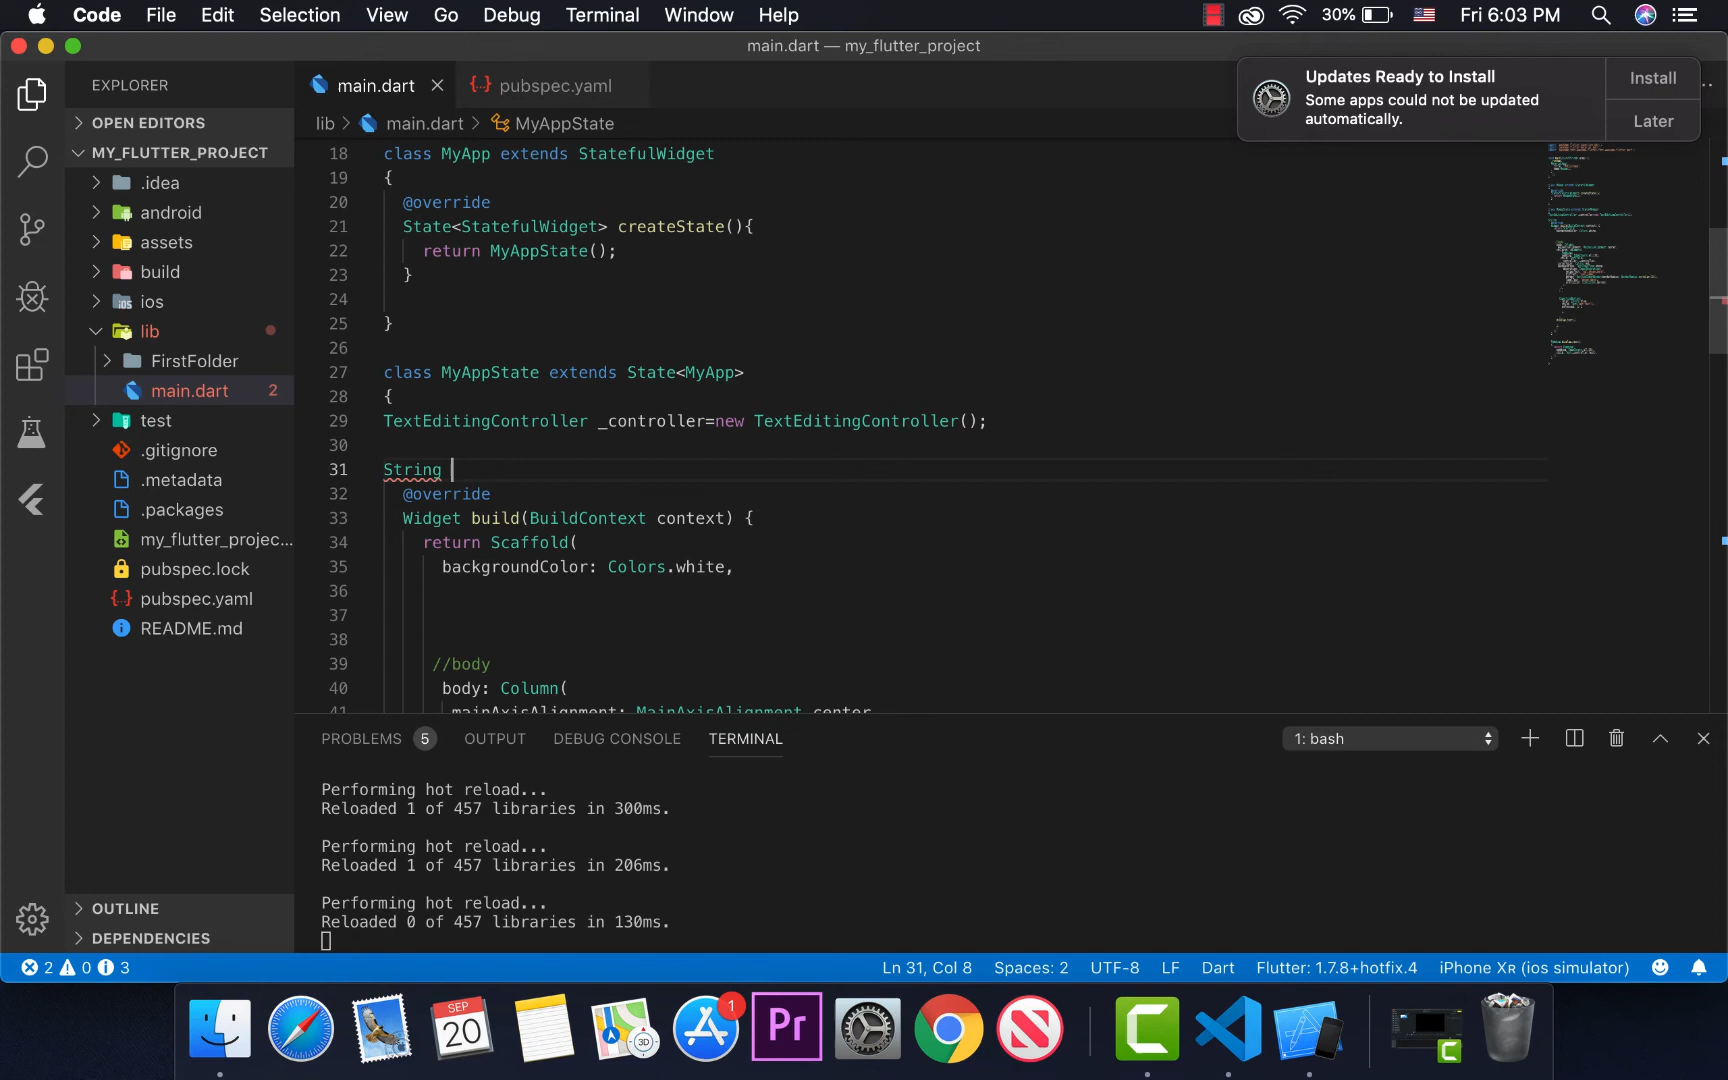 Code File Edit Selection View Go Debug Terminal Window Help 30% Fri 6:03 PM
main.dart — my_flutter_project
EXPLORER
OPEN EDITORS
MY_FLUTTER_PROJECT
.idea
android
assets
build
ios
lib
FirstFolder
main.dart 2
test
.gitignore
.metadata
.packages
my_flutter_projec...
pubspec.lock
pubspec.yaml
README.md
OUTLINE
DEPENDENCIES
main.dart pubspec.yaml
lib > main.dart > MyAppState
Updates Ready to Install
Some apps could not be updated
automatically.
Install
Later
18 class MyApp extends StatefulWidget
19 {
20 @override
21 State<StatefulWidget> createState(){
22 return MyAppState();
23 }
24
25 }
26
27 class MyAppState extends State<MyApp>
28 {
29 TextEditingController _controller=new TextEditingController();
30
31 String
32 @override
33 Widget build(BuildContext context) {
34 return Scaffold(
35 backgroundColor: Colors.white,
36
37
38
39 //body
40 body: Column(
41 mainAxisAlignment: MainAxisAlignment.center
PROBLEMS 5 OUTPUT DEBUG CONSOLE TERMINAL 1: bash
Performing hot reload...
Reloaded 1 of 457 libraries in 300ms.
Performing hot reload...
Reloaded 1 of 457 libraries in 206ms.
Performing hot reload...
Reloaded 0 of 457 libraries in 130ms.
2 0 3 Ln 31, Col 8 Spaces: 2 UTF-8 LF Dart Flutter: 1.7.8+hotfix.4 iPhone XR (ios simulator)
SEP
20
3D
1
Pr